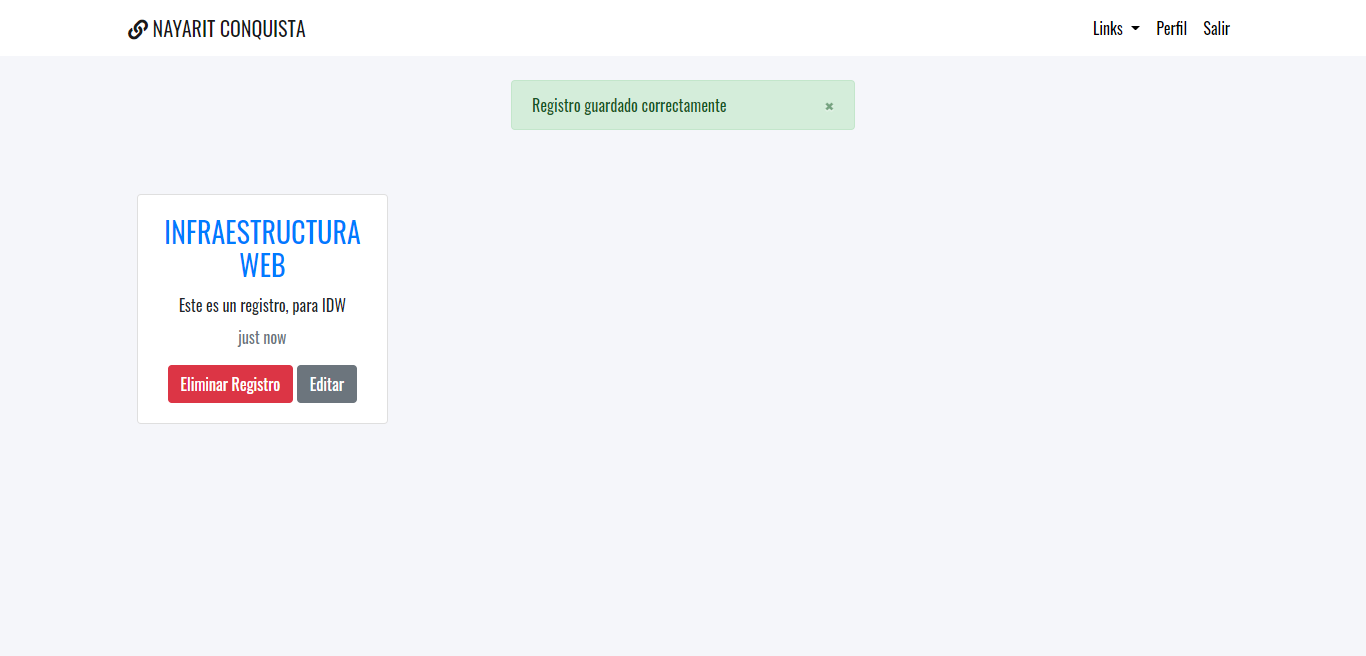 NAYARIT CONQUISTA
Links Perfil Salir
Registro guardado correctamente ×
INFRAESTRUCTURA
WEB
Este es un registro, para IDW
just now
Eliminar Registro Editar